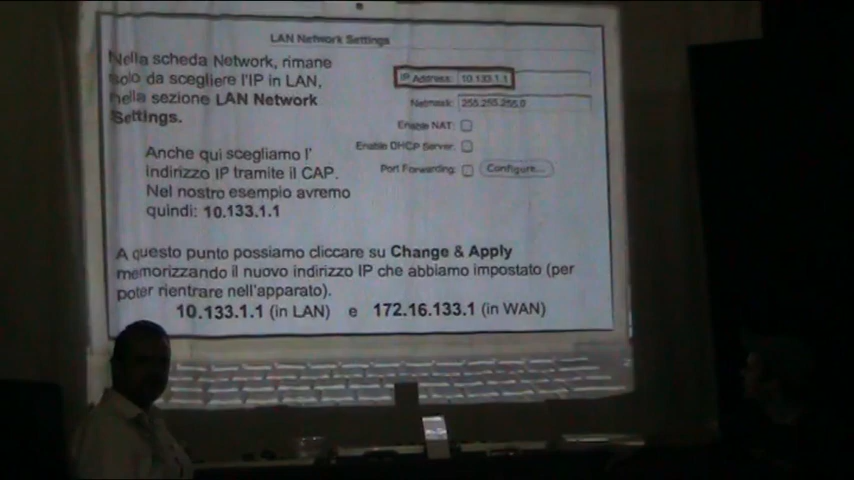 LAN Network Settings
Nella scheda Network, rimane
solo da scegliere l'IP in LAN,
nella sezione LAN Network
Settings.
IP Address: 10.133.1.1
Netmask: 255.255.255.0
Enable NAT:
Enable DHCP Server:
Port Forwarding: Configure...
Anche qui scegliamo l'
indirizzo IP tramite il CAP.
Nel nostro esempio avremo
quindi: 10.133.1.1
A questo punto possiamo cliccare su Change & Apply
memorizzando il nuovo indirizzo IP che abbiamo impostato (per
poter rientrare nell'apparato).
10.133.1.1 (in LAN) e 172.16.133.1 (in WAN)